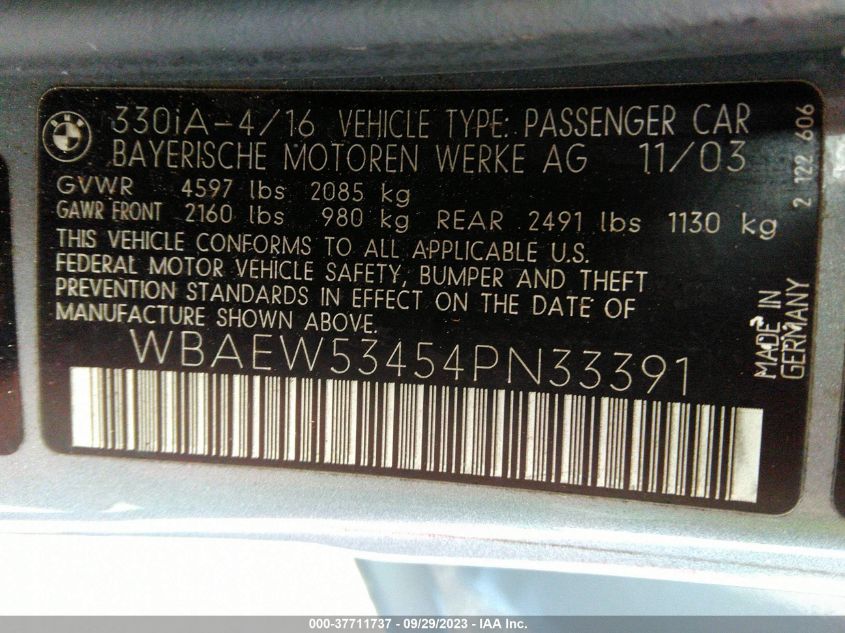 330iA-4/16 VEHICLE TYPE: PASSENGER CAR
BAYERISCHE MOTOREN WERKE AG 11/03
GVWR 4597 lbs 2085 kg
GAWR FRONT 2160 lbs 980 kg REAR 2491 lbs 1130 kg
THIS VEHICLE CONFORMS TO ALL APPLICABLE U.S.
FEDERAL MOTOR VEHICLE SAFETY, BUMPER AND THEFT
PREVENTION STANDARDS IN EFFECT ON THE DATE OF
MANUFACTURE SHOWN ABOVE.
WBAEW53454PN33391
2 122 606
MADE IN
GERMANY
000-37711737 - 09/29/2023 - IAA Inc.